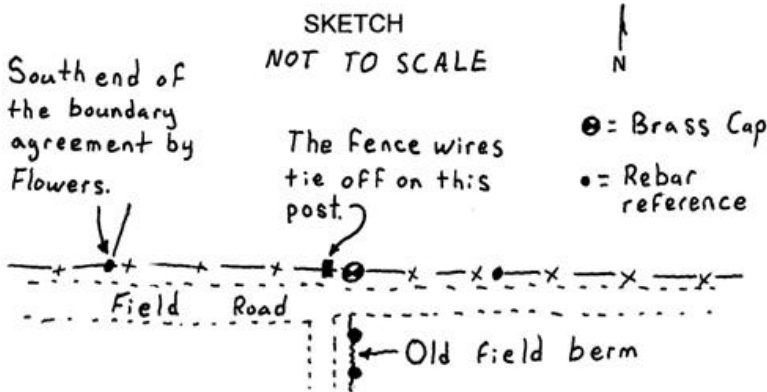 SKETCH
NOT TO SCALE
N
South end of
the boundary
agreement by
Flowers.
The fence wires
tie off on this
post.
= Brass Cap
= Rebar
reference
Field Road
Old field berm